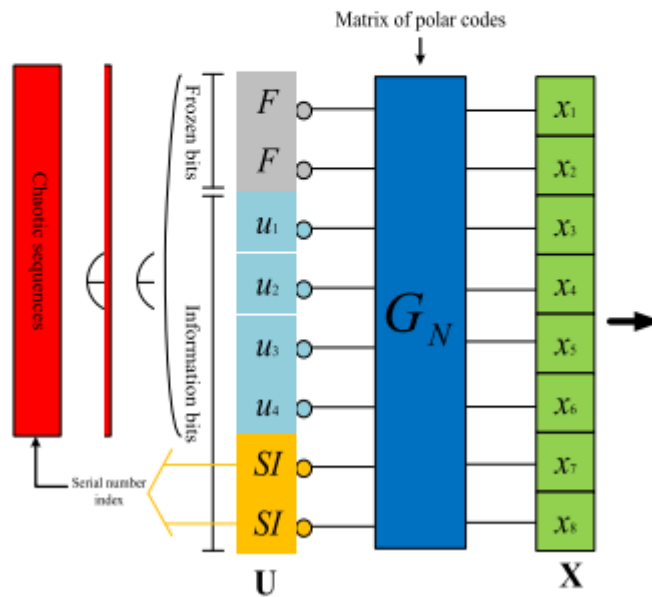 Matrix of polar codes
Chaotic sequences
Frozen bits
Information bits
Serial number
index
F
F
u1
u2
u3
u4
SI
SI
U
GN
x1
x2
x3
x4
x5
x6
x7
x8
X